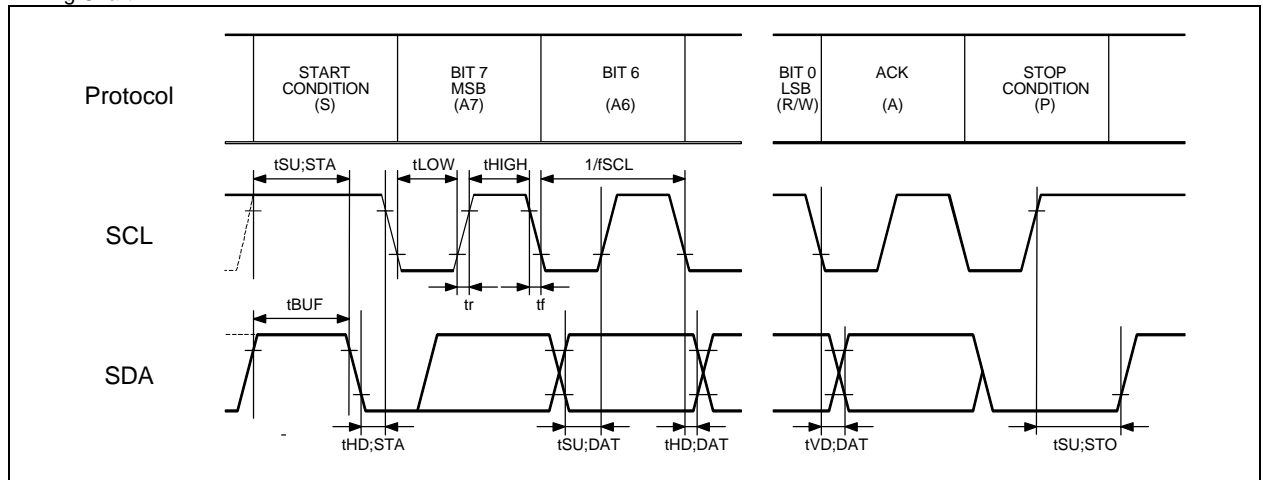 Protocol
START
CONDITION
(S)
BIT 7
MSB
(A7)
BIT 6
(A6)
BIT 0
LSB
(R/W)
ACK
(A)
STOP
CONDITION
(P)
tSU;STA
tLOW
tHIGH
1/fSCL
SCL
tBUF
tr
tf
SDA
tHD;STA
tSU;DAT
tHD;DAT
tVD;DAT
tSU;STO